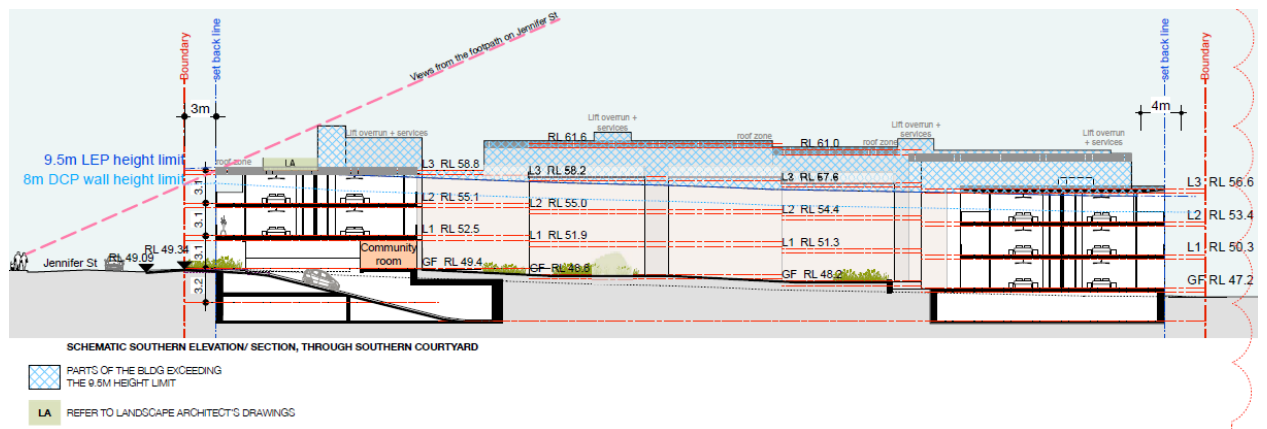 Views from the footpath on Jennifer St
Boundary
set back line
set back line
Boundary
3m
4m
Lift overrun + services
Lift overrun +
services
Lift overrun +
services
Lift overrun
+ services
roof zone
RL 61.6
roof zone
RL 61.0
roof zone
9.5m LEP height limit
8m DCP wall height limit
LA
L3 RL 58.8
L3 RL 58.2
L3 RL 57.6
L3 RL 56.6
3.1
L2 RL 55.1
L2 RL 55.0
L2 RL 54.4
L2 RL 53.4
3.1
L1 RL 52.5
L1 RL 51.9
L1 RL 51.3
L1 RL 50.3
3.1
Community
room
RL 49.34
RL 49.09
Jennifer St
GF RL 49.4
GF RL 48.8
GF RL 48.2
GF RL 47.2
3.2
SCHEMATIC SOUTHERN ELEVATION/ SECTION, THROUGH SOUTHERN COURTYARD
PARTS OF THE BLDG EXCEEDING
THE 9.5M HEIGHT LIMIT
LA REFER TO LANDSCAPE ARCHITECT'S DRAWINGS